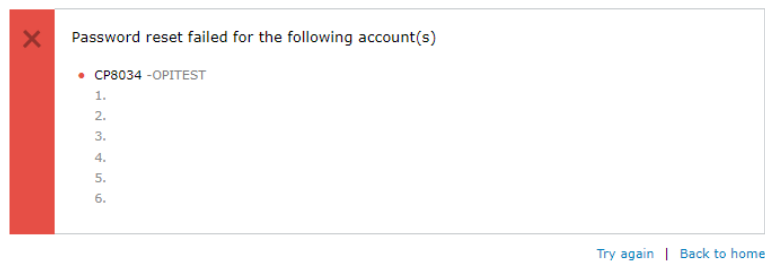 Password reset failed for the following account(s)
CP8034 -OPITEST
1.
2.
3.
4.
5.
6.
Try again | Back to home